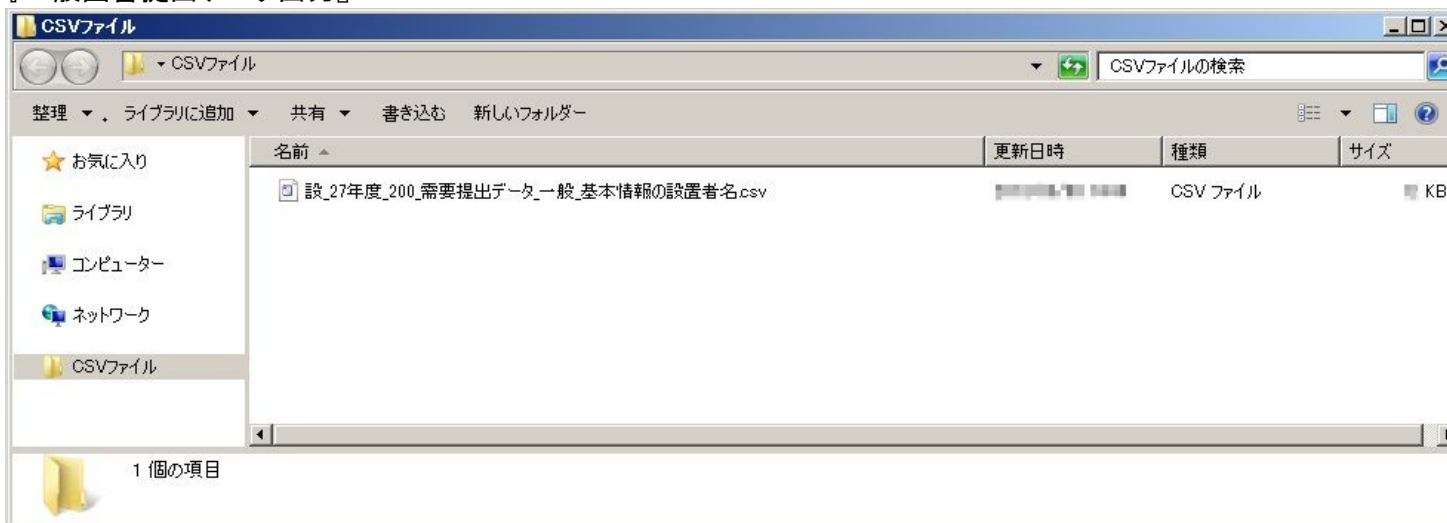 CSVファイル
CSVファイル
CSVファイルの検索
整理 ライブラリに追加 共有 書き込む 新しいフォルダー
お気に入り
ライブラリ
コンピューター
ネットワーク
CSVファイル
名前 更新日時 種類 サイズ
設_27年度_200_需要提出データ_一般_基本情報の設置者名.csv CSV ファイル KB
1 個の項目